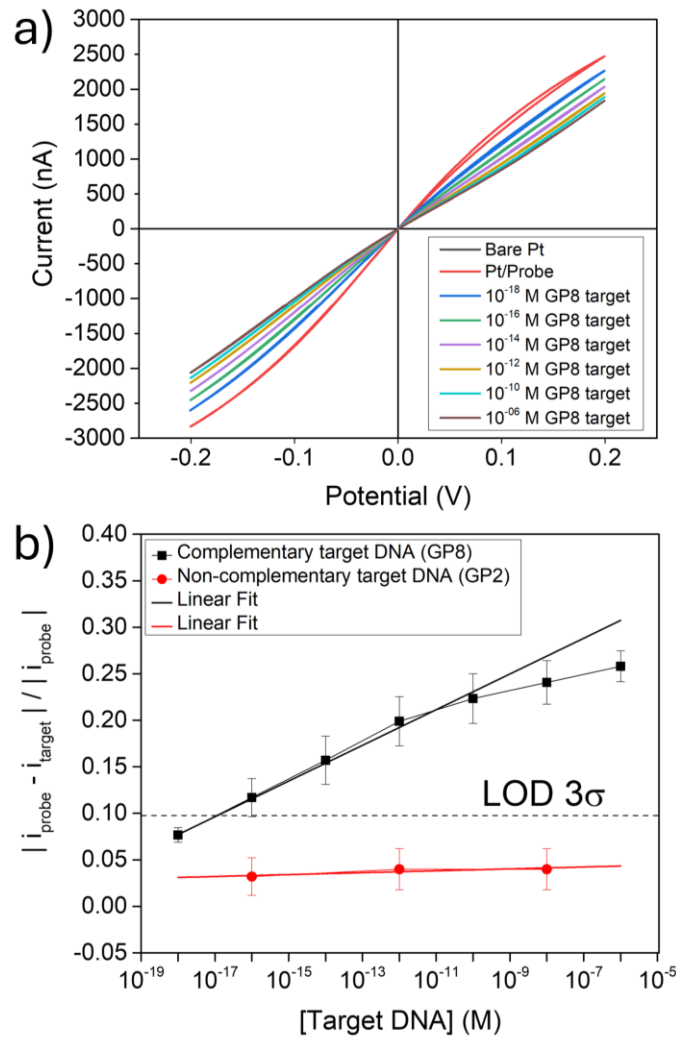 a)
3000
2500
2000
1500
1000
500
0
-500
-1000
-1500
-2000
-2500
-3000
Current (nA)
Bare Pt
Pt/Probe
10⁻¹⁸ M GP8 target
10⁻¹⁶ M GP8 target
10⁻¹⁴ M GP8 target
10⁻¹² M GP8 target
10⁻¹⁰ M GP8 target
10⁻⁰⁶ M GP8 target
-0.2 -0.1 0.0 0.1 0.2
Potential (V)
b)
0.40
0.35
0.30
0.25
0.20
0.15
0.10
0.05
0.00
-0.05
| i_probe - i_target | / | i_probe |
Complementary target DNA (GP8)
Non-complementary target DNA (GP2)
Linear Fit
Linear Fit
LOD 3σ
10⁻¹⁹ 10⁻¹⁷ 10⁻¹⁵ 10⁻¹³ 10⁻¹¹ 10⁻⁹ 10⁻⁷ 10⁻⁵
[Target DNA] (M)